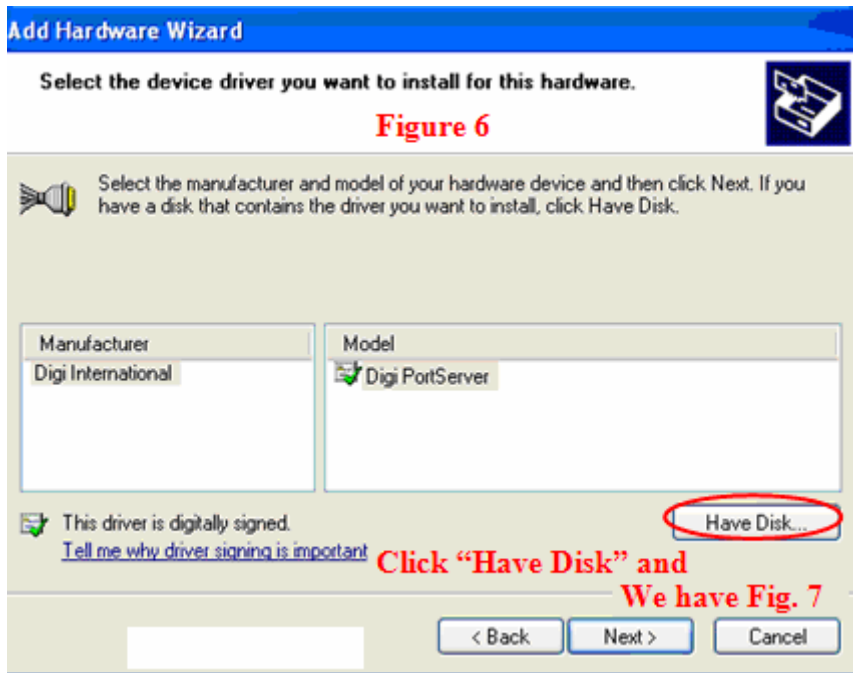 Add Hardware Wizard
Select the device driver you want to install for this hardware.
Figure 6
Select the manufacturer and model of your hardware device and then click Next. If you
have a disk that contains the driver you want to install, click Have Disk.
Manufacturer
Digi International
Model
Digi PortServer
This driver is digitally signed.
Tell me why driver signing is important
Have Disk...
Click “Have Disk” and
We have Fig. 7
< Back
Next >
Cancel